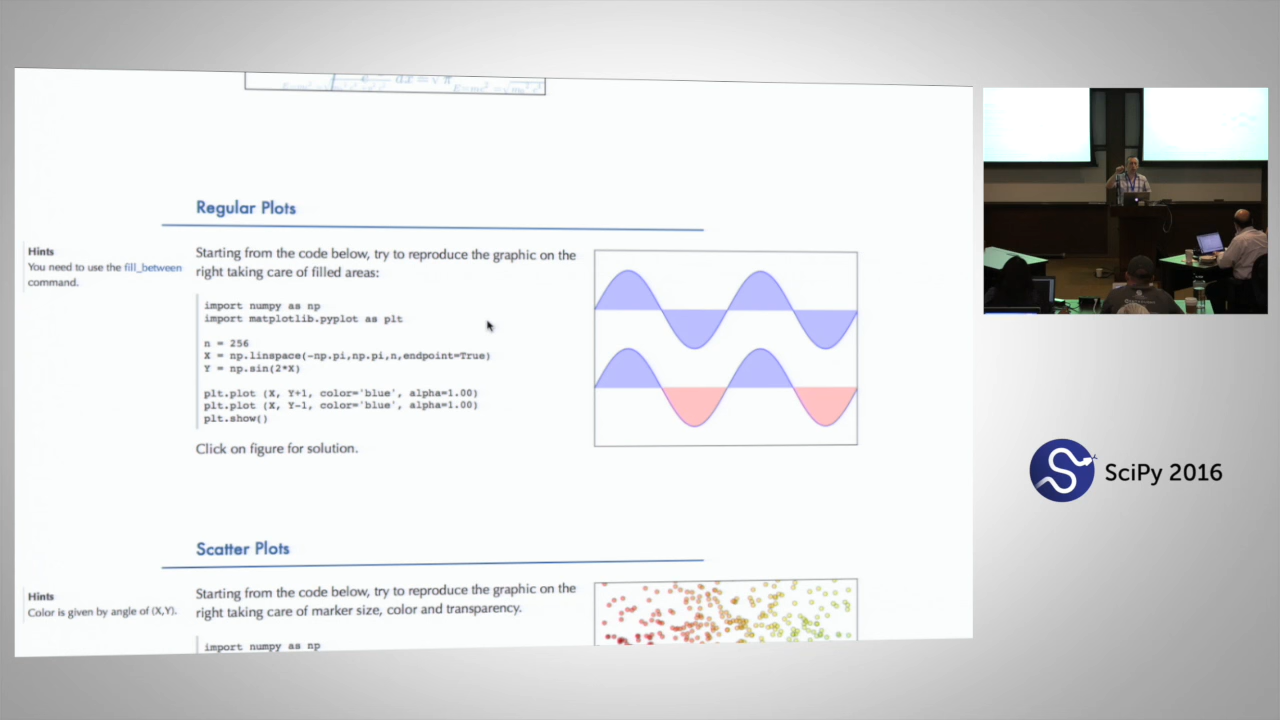 Regular Plots
Hints
You need to use the fill_between
command.
Starting from the code below, try to reproduce the graphic on the
right taking care of filled areas:
import numpy as np
import matplotlib.pyplot as plt
n = 256
X = np.linspace(-np.pi,np.pi,n,endpoint=True)
Y = np.sin(2*X)
plt.plot (X, Y+1, color='blue', alpha=1.00)
plt.plot (X, Y-1, color='blue', alpha=1.00)
plt.show()
Click on figure for solution.
Scatter Plots
Hints
Color is given by angle of (X,Y).
Starting from the code below, try to reproduce the graphic on the
right taking care of marker size, color and transparency.
import numpy as np
SciPy 2016